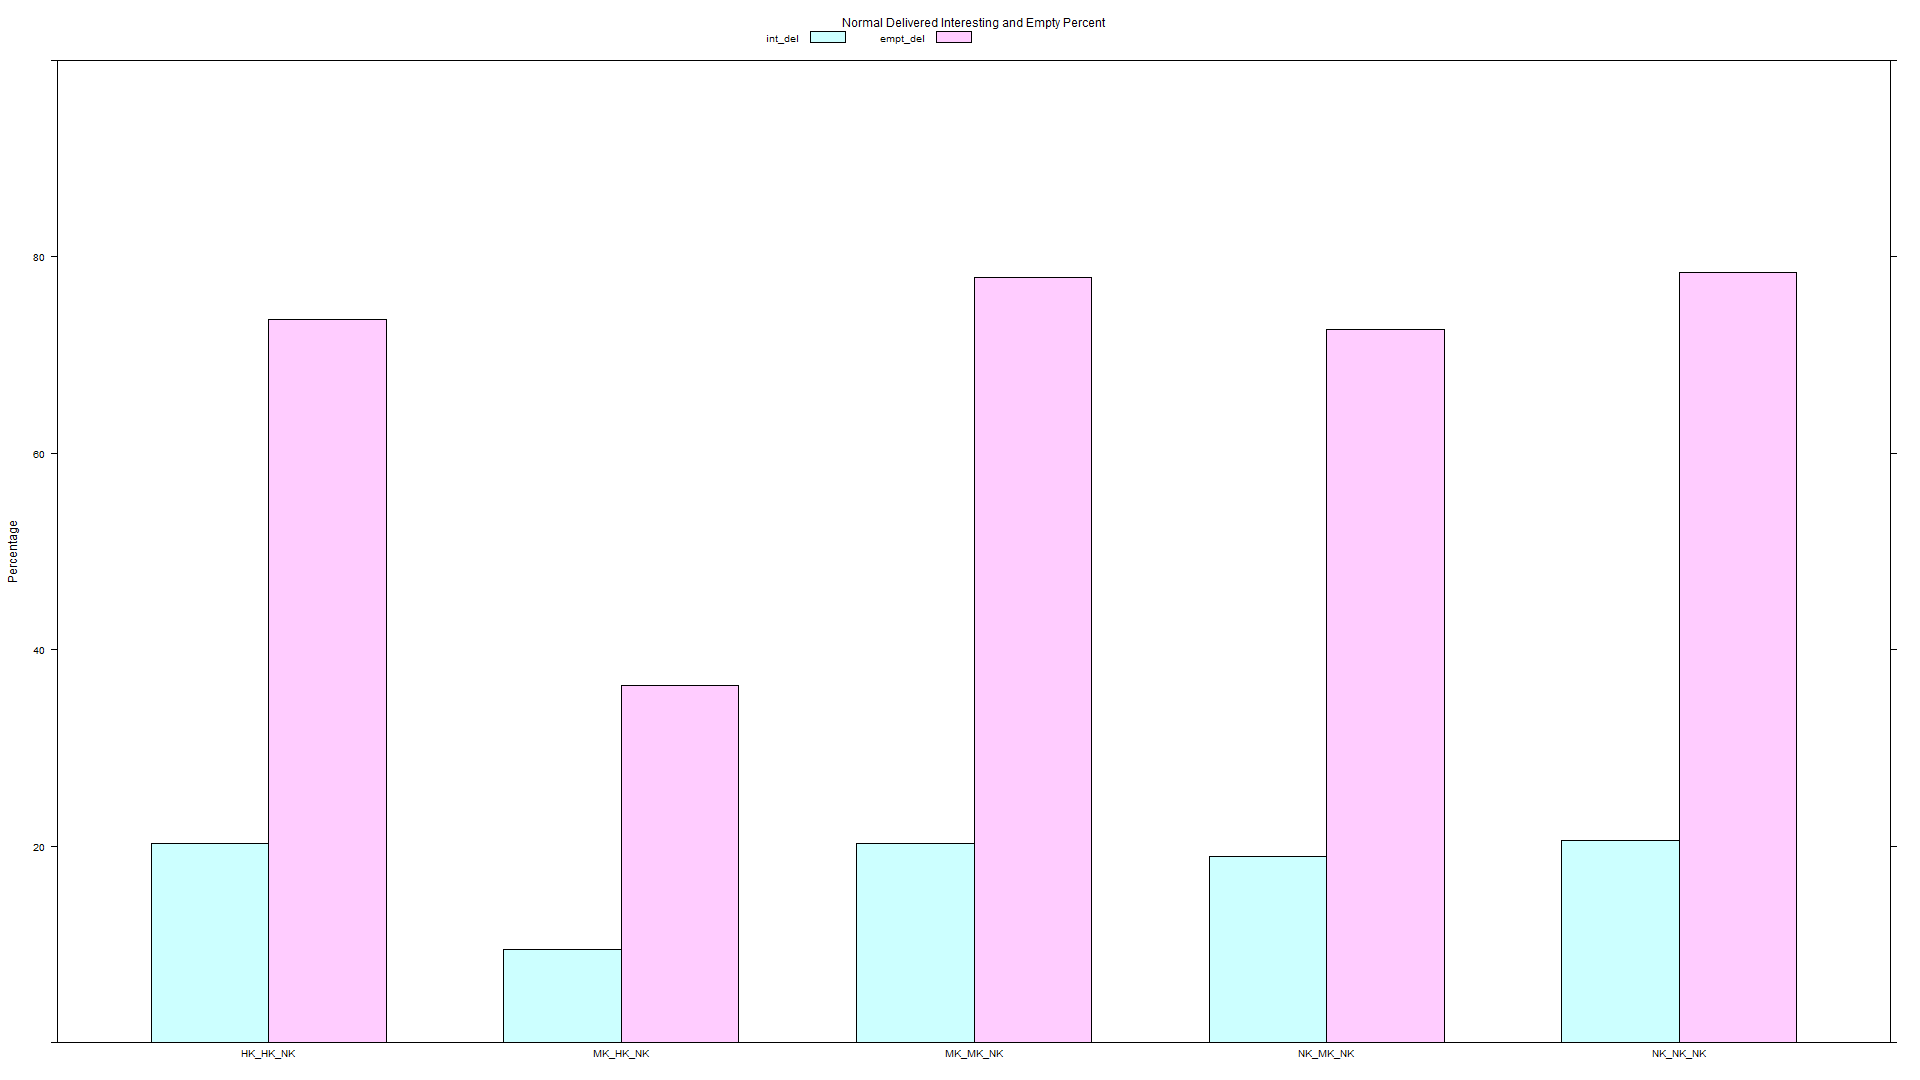 Normal Delivered Interesting and Empty Percent
int_del empt_del
80
60
40
20
Percentage
HK_HK_NK MK_HK_NK MK_MK_NK NK_MK_NK NK_NK_NK